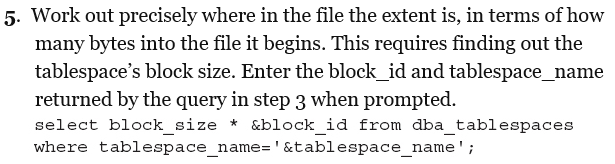 5. Work out precisely where in the file the extent is, in terms of how
many bytes into the file it begins. This requires finding out the
tablespace’s block size. Enter the block_id and tablespace_name
returned by the query in step 3 when prompted.
select block_size * &block_id from dba_tablespaces
where tablespace_name='&tablespace_name';